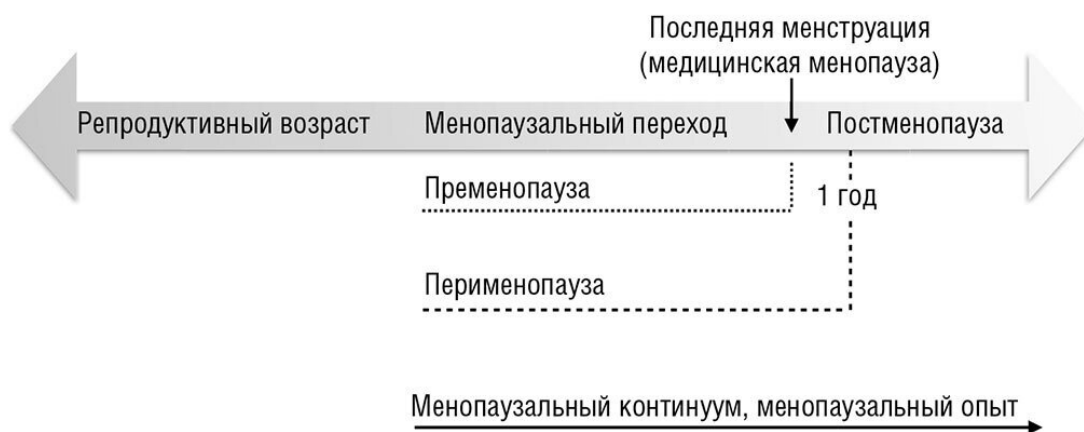 Последняя менструация
(медицинская менопауза)
Репродуктивный возраст
Менопаузальный переход
Постменопауза
Пременопауза
1 год
Перименопауза
Менопаузальный континуум, менопаузальный опыт